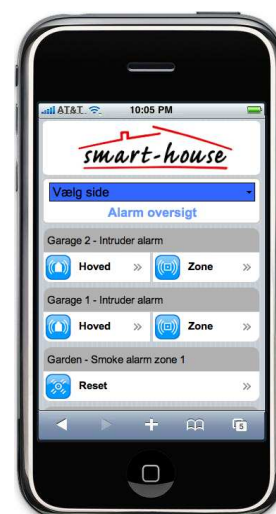 AT&T 10:05 PM
smart-house
Vælg side
Alarm oversigt
Garage 2 - Intruder alarm
Hoved >> Zone >>
Garage 1 - Intruder alarm
Hoved >> Zone >>
Garden - Smoke alarm zone 1
Reset >>
5